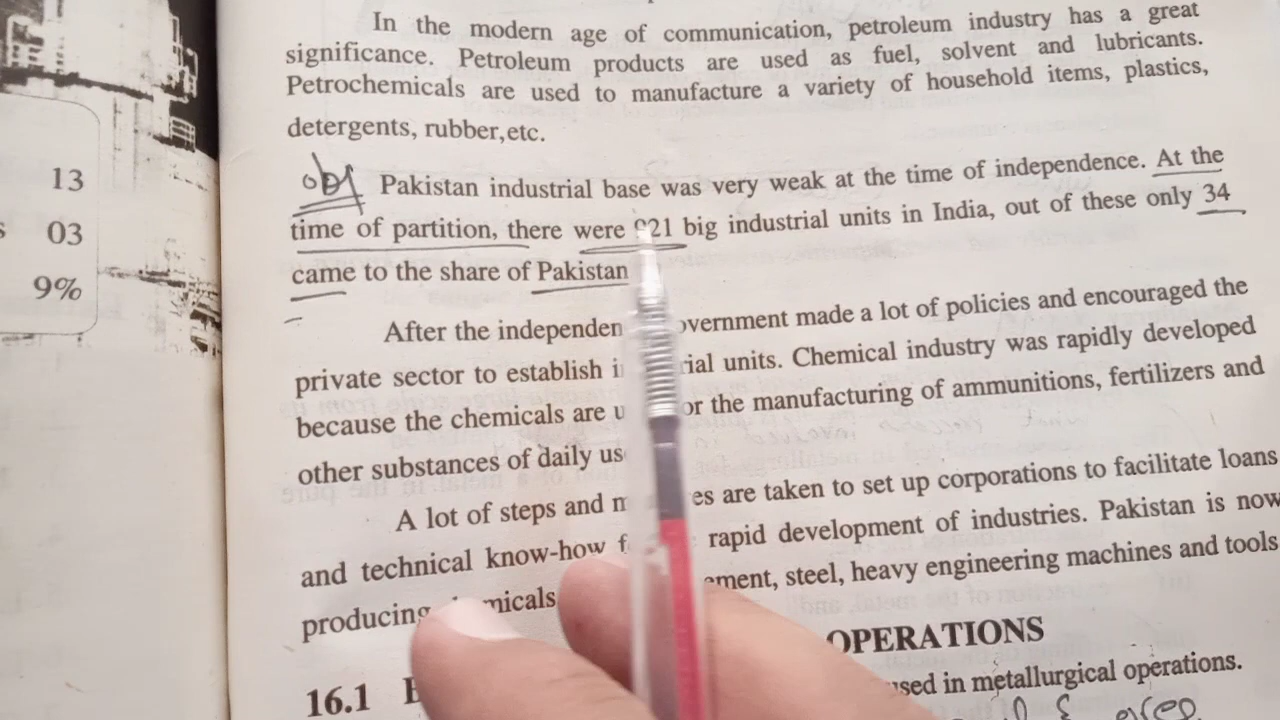 13
03
9%
In the modern age of communication, petroleum industry has a great
significance. Petroleum products are used as fuel, solvent and lubricants.
Petrochemicals are used to manufacture a variety of household items, plastics,
detergents, rubber,etc.
obj Pakistan industrial base was very weak at the time of independence. At the
time of partition, there were 921 big industrial units in India, out of these only 34
came to the share of Pakistan
After the independen overnment made a lot of policies and encouraged the
private sector to establish rial units. Chemical industry was rapidly developed
because the chemicals are u or the manufacturing of ammunitions, fertilizers and
other substances of daily us
A lot of steps and m es are taken to set up corporations to facilitate loans
and technical know-how f rapid development of industries. Pakistan is now
producing micals ement, steel, heavy engineering machines and tools
16.1 OPERATIONS
used in metallurgical operations.